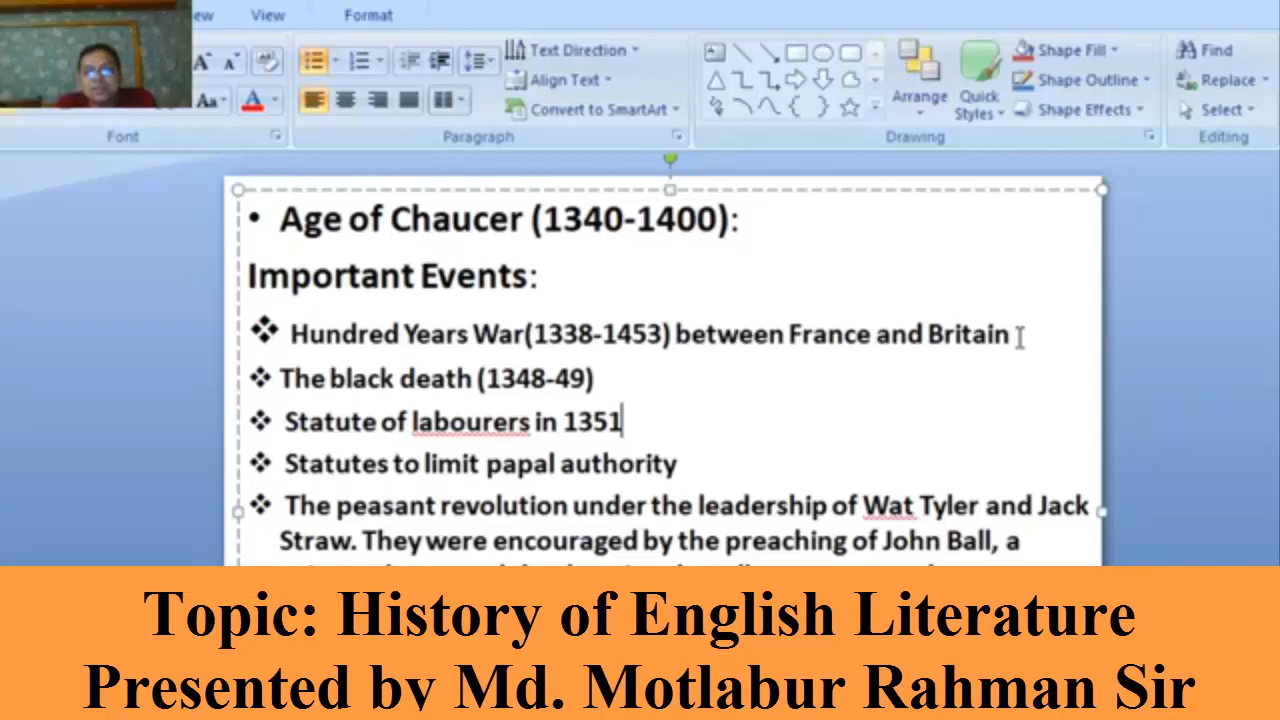 ew View Format
Text Direction Shape Fill Find
Align Text Shape Outline Replace
Aa A Convert to SmartArt Arrange Quick Styles Shape Effects Select
Font Paragraph Drawing Editing
• Age of Chaucer (1340-1400):
Important Events:
❖ Hundred Years War(1338-1453) between France and Britain
❖ The black death (1348-49)
❖ Statute of labourers in 1351
❖ Statutes to limit papal authority
❖ The peasant revolution under the leadership of Wat Tyler and Jack
Straw. They were encouraged by the preaching of John Ball, a
Topic: History of English Literature
Presented by Md. Motlabur Rahman Sir